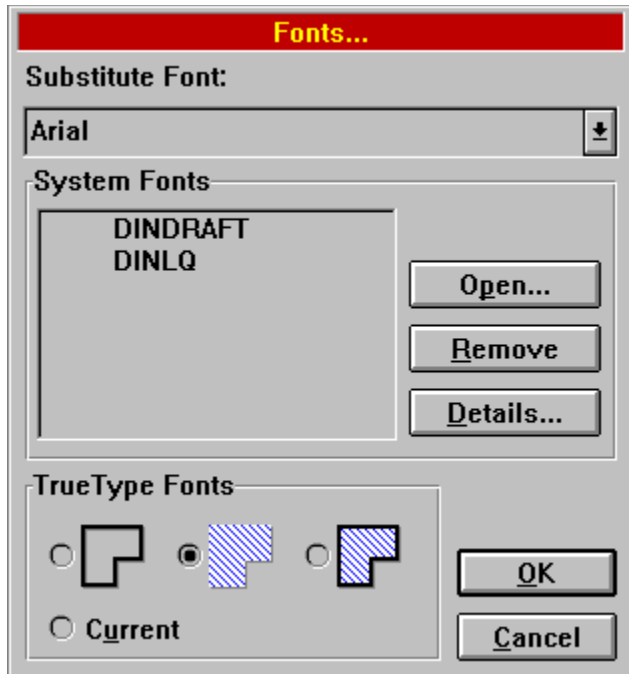 Fonts...
Substitute Font:
Arial
System Fonts
DINDRAFT
DINLQ
Open...
Remove
Details...
TrueType Fonts
Current
OK
Cancel